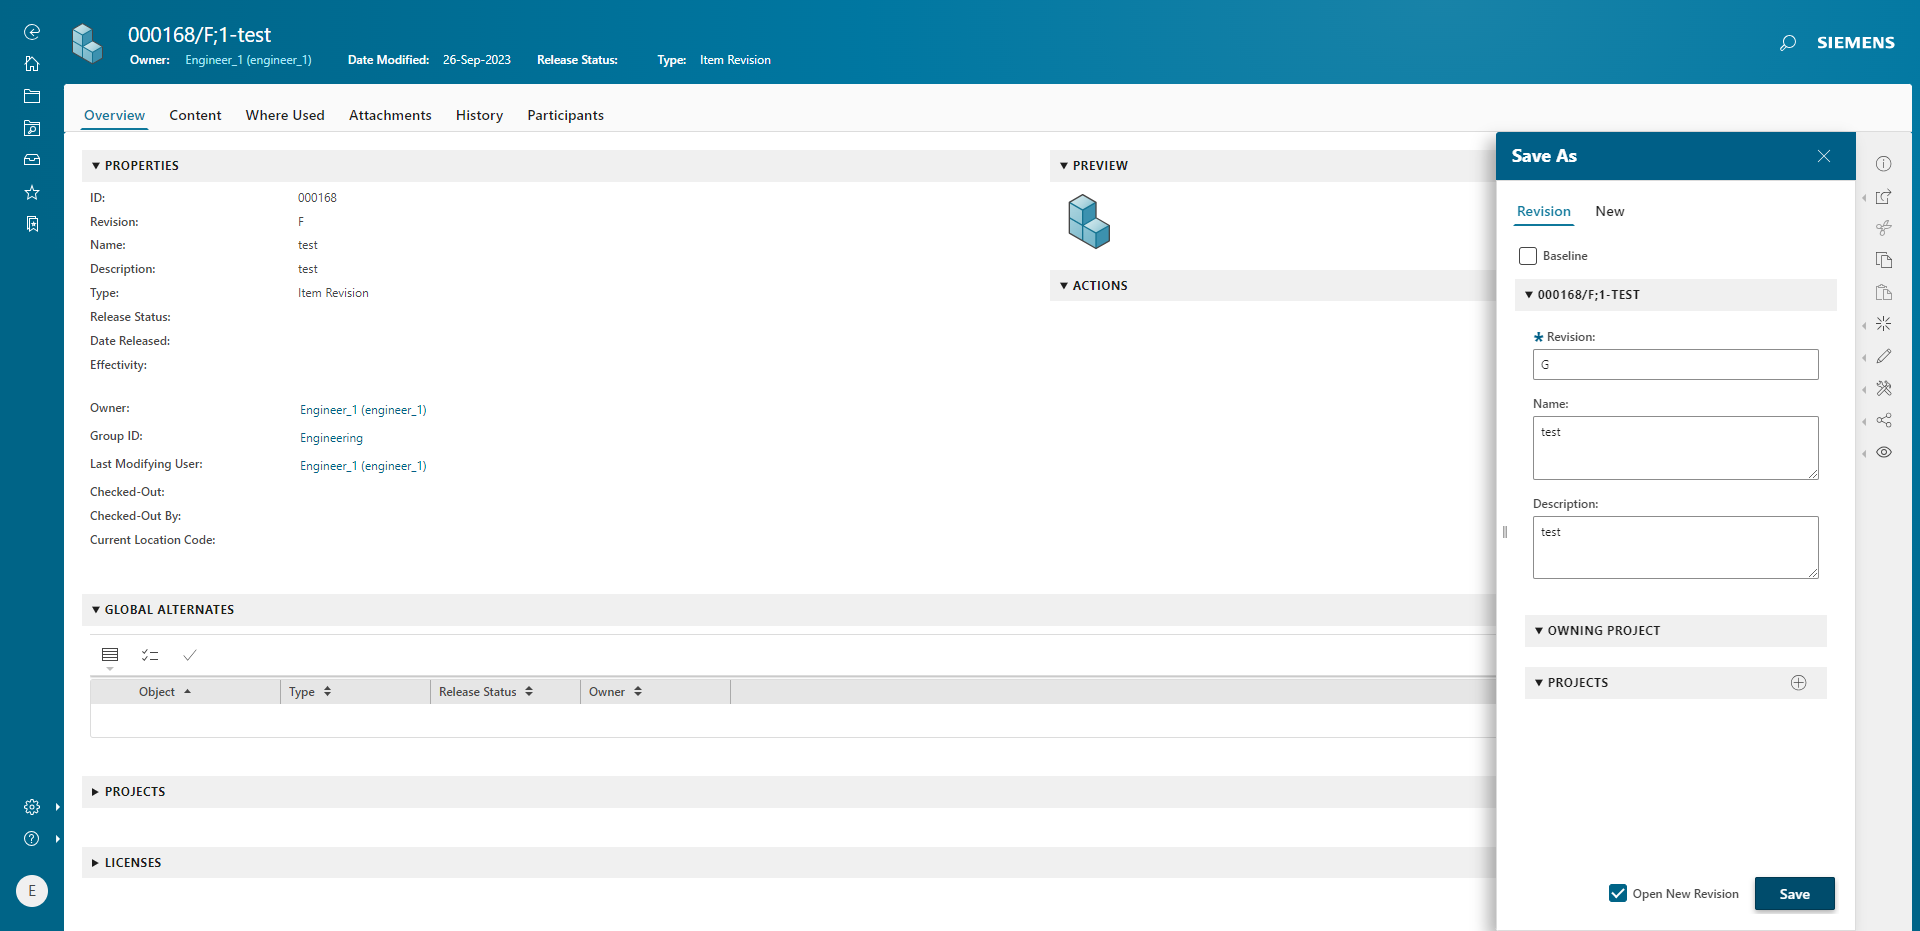 000168/F;1-test
Owner: Engineer_1 (engineer_1) Date Modified: 26-Sep-2023 Release Status: Type: Item Revision
SIEMENS
Overview Content Where Used Attachments History Participants
PROPERTIES
ID: 000168
Revision: F
Name: test
Description: test
Type: Item Revision
Release Status:
Date Released:
Effectivity:
Owner: Engineer_1 (engineer_1)
Group ID: Engineering
Last Modifying User: Engineer_1 (engineer_1)
Checked-Out:
Checked-Out By:
Current Location Code:
PREVIEW
ACTIONS
GLOBAL ALTERNATES
Object Type Release Status Owner
PROJECTS
LICENSES
E
Save As
Revision New
Baseline
000168/F;1-TEST
* Revision:
G
Name:
test
Description:
test
OWNING PROJECT
PROJECTS
Open New Revision Save